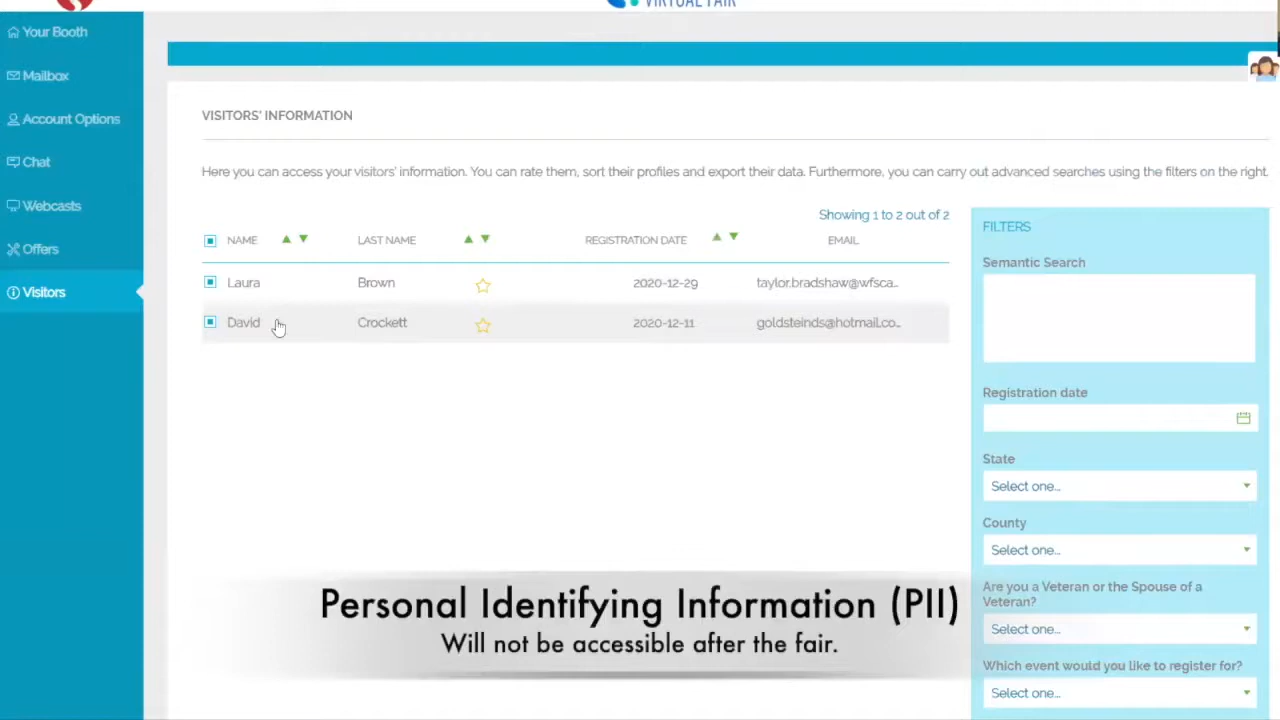 VIRTUAL FAIR
Your Booth
Mailbox
Account Options
Chat
Webcasts
Offers
Visitors
VISITORS' INFORMATION
Here you can access your visitors' information. You can rate them, sort their profiles and export their data. Furthermore, you can carry out advanced searches using the filters on the right.
Showing 1 to 2 out of 2
NAME LAST NAME REGISTRATION DATE EMAIL
Laura Brown 2020-12-29 taylor.bradshaw@wfsca...
David Crockett 2020-12-11 goldsteinds@hotmail.co...
FILTERS
Semantic Search
Registration date
State
Select one...
County
Select one...
Are you a Veteran or the Spouse of a
Veteran?
Select one...
Which event would you like to register for?
Select one...
Personal Identifying Information (PII)
Will not be accessible after the fair.